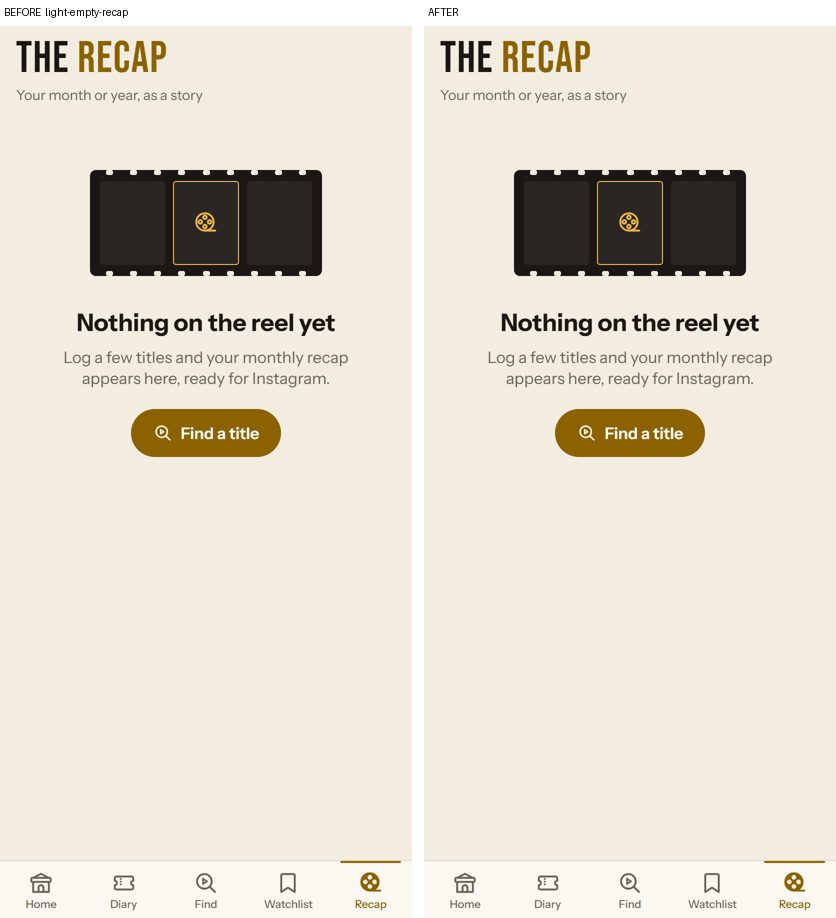 BEFORE light-empty-recap
THE RECAP
Your month or year, as a story
Nothing on the reel yet
Log a few titles and your monthly recap
appears here, ready for Instagram.
Find a title
Home
Diary
Find
Watchlist
Recap
AFTER
THE RECAP
Your month or year, as a story
Nothing on the reel yet
Log a few titles and your monthly recap
appears here, ready for Instagram.
Find a title
Home
Diary
Find
Watchlist
Recap